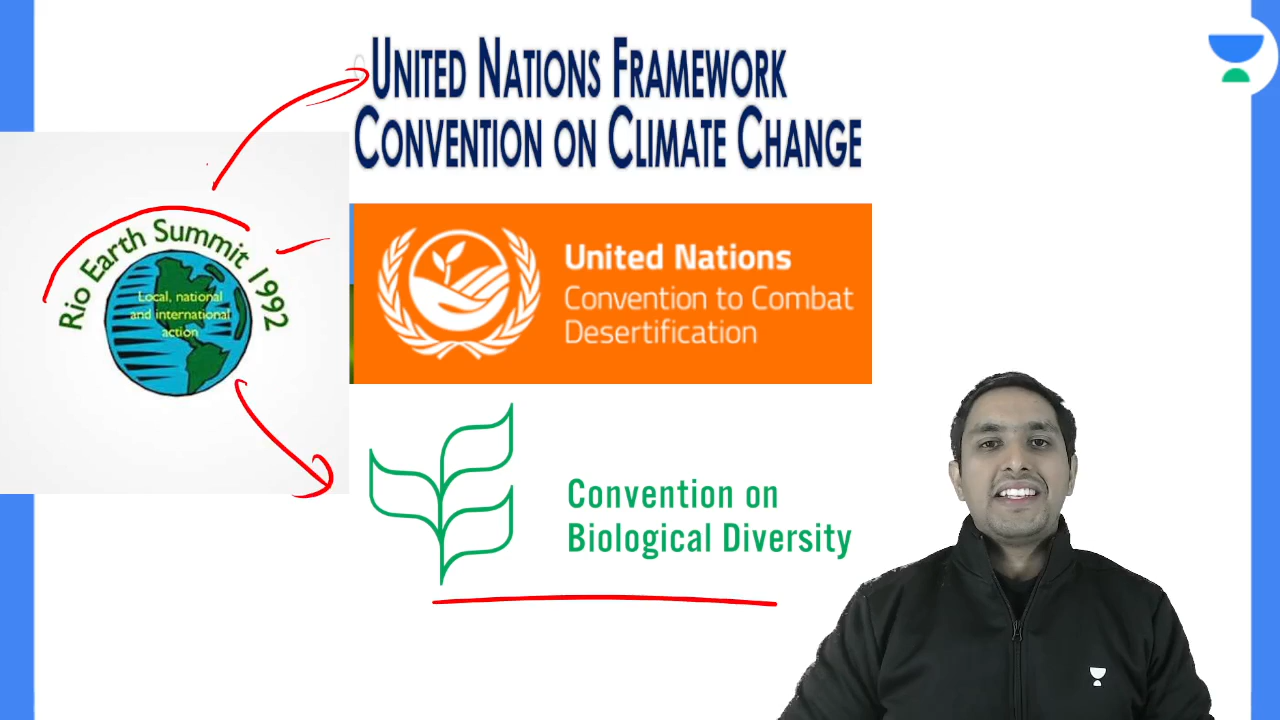 UNITED NATIONS FRAMEWORK
CONVENTION ON CLIMATE CHANGE
Rio Earth Summit 1992
Local, national
and international
action
United Nations
Convention to Combat
Desertification
Convention on
Biological Diversity